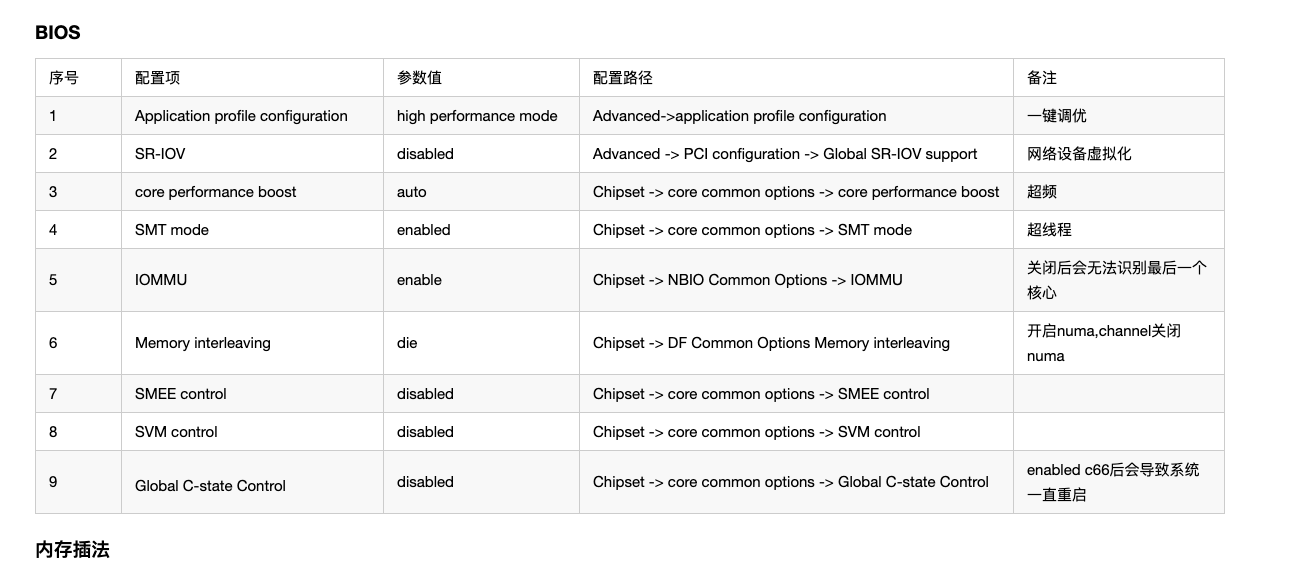 BIOS
序号 配置项 参数值 配置路径 备注
1 Application profile configuration high performance mode Advanced->application profile configuration 一键调优
2 SR-IOV disabled Advanced -> PCI configuration -> Global SR-IOV support 网络设备虚拟化
3 core performance boost auto Chipset -> core common options -> core performance boost 超频
4 SMT mode enabled Chipset -> core common options -> SMT mode 超线程
5 IOMMU enable Chipset -> NBIO Common Options -> IOMMU 关闭后会无法识别最后一个
核心
6 Memory interleaving die Chipset -> DF Common Options Memory interleaving 开启numa,channel关闭
numa
7 SMEE control disabled Chipset -> core common options -> SMEE control
8 SVM control disabled Chipset -> core common options -> SVM control
9 Global C-state Control disabled Chipset -> core common options -> Global C-state Control enabled c66后会导致系统
一直重启
内存插法